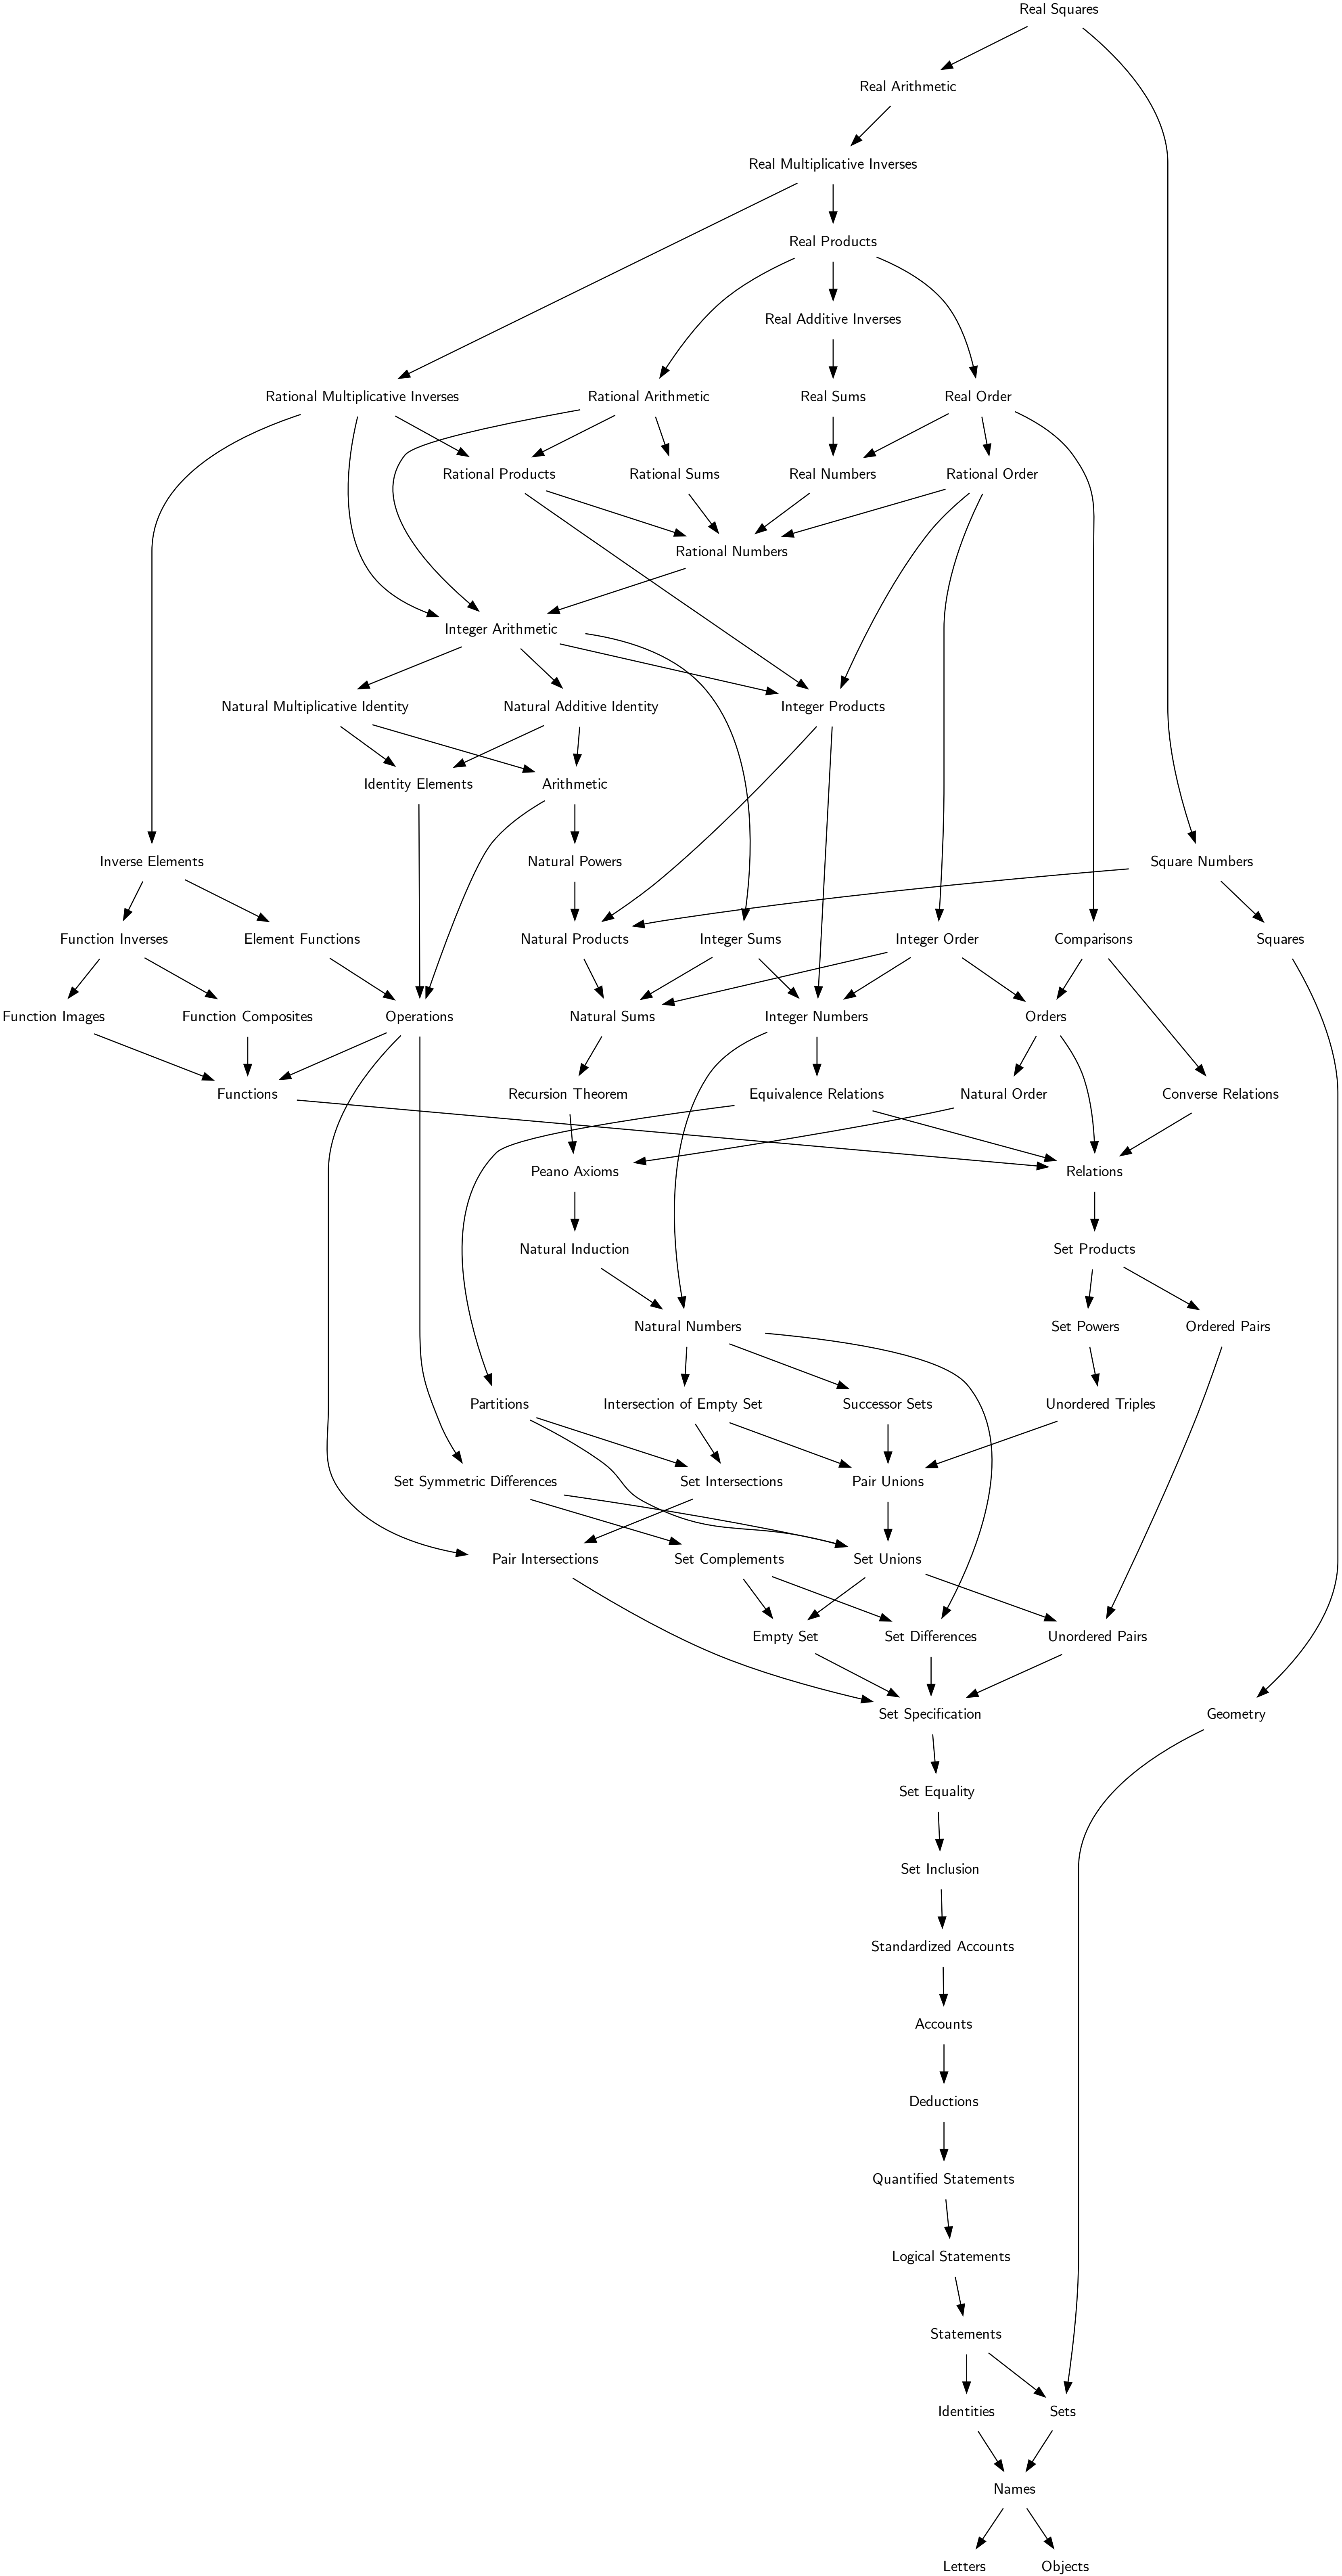 Real Squares
Real Arithmetic
Real Multiplicative Inverses
Real Products
Real Additive Inverses
Rational Multiplicative Inverses
Rational Arithmetic
Real Sums
Real Order
Rational Products
Rational Sums
Real Numbers
Rational Order
Rational Numbers
Integer Arithmetic
Natural Multiplicative Identity
Natural Additive Identity
Integer Products
Identity Elements
Arithmetic
Inverse Elements
Natural Powers
Square Numbers
Function Inverses
Element Functions
Natural Products
Integer Sums
Integer Order
Comparisons
Squares
Function Images
Function Composites
Operations
Natural Sums
Integer Numbers
Orders
Functions
Recursion Theorem
Equivalence Relations
Natural Order
Converse Relations
Peano Axioms
Relations
Natural Induction
Set Products
Natural Numbers
Set Powers
Ordered Pairs
Partitions
Intersection of Empty Set
Successor Sets
Unordered Triples
Set Symmetric Differences
Set Intersections
Pair Unions
Pair Intersections
Set Complements
Set Unions
Empty Set
Set Differences
Unordered Pairs
Set Specification
Geometry
Set Equality
Set Inclusion
Standardized Accounts
Accounts
Deductions
Quantified Statements
Logical Statements
Statements
Identities
Sets
Names
Letters
Objects